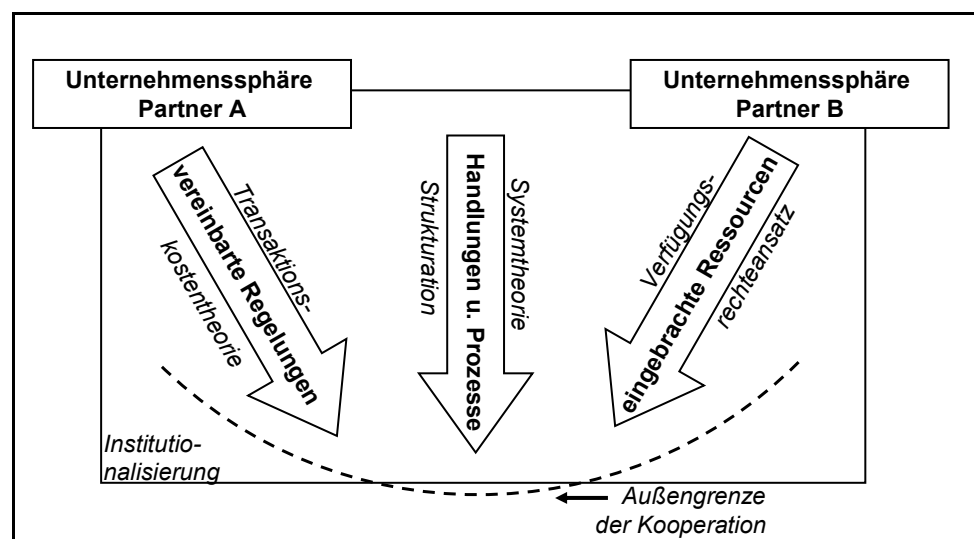 Unternehmenssphäre
Partner A
Unternehmenssphäre
Partner B
Transaktions-
vereinbarte Regelungen
kostentheorie
Strukturation
Handlungen u. Prozesse
Systemtheorie
Verfügungs-
eingebrachte Ressourcen
rechteansatz
Institutio-
nalisierung
Außengrenze
der Kooperation